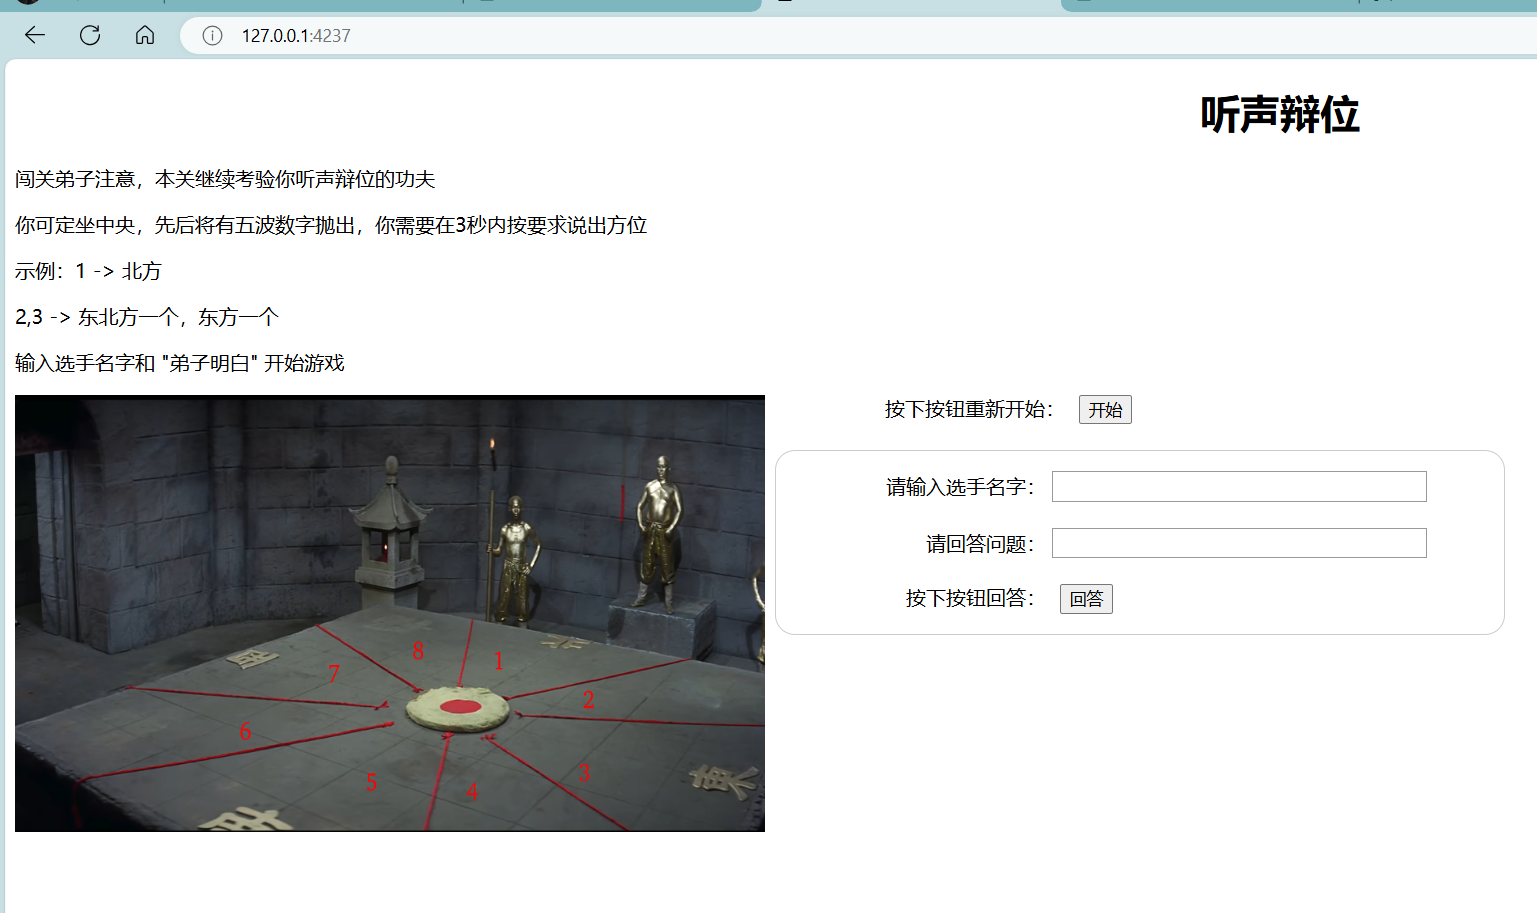 127.0.0.1:4237
听声辩位
闯关弟子注意，本关继续考验你听声辩位的功夫
你可定坐中央，先后将有五波数字抛出，你需要在3秒内按要求说出方位
示例：1 -> 北方
2,3 -> 东北方一个，东方一个
输入选手名字和 "弟子明白" 开始游戏
按下按钮重新开始： 开始
请输入选手名字：
请回答问题：
按下按钮回答： 回答
8
1
7
2
6
3
5
4
東